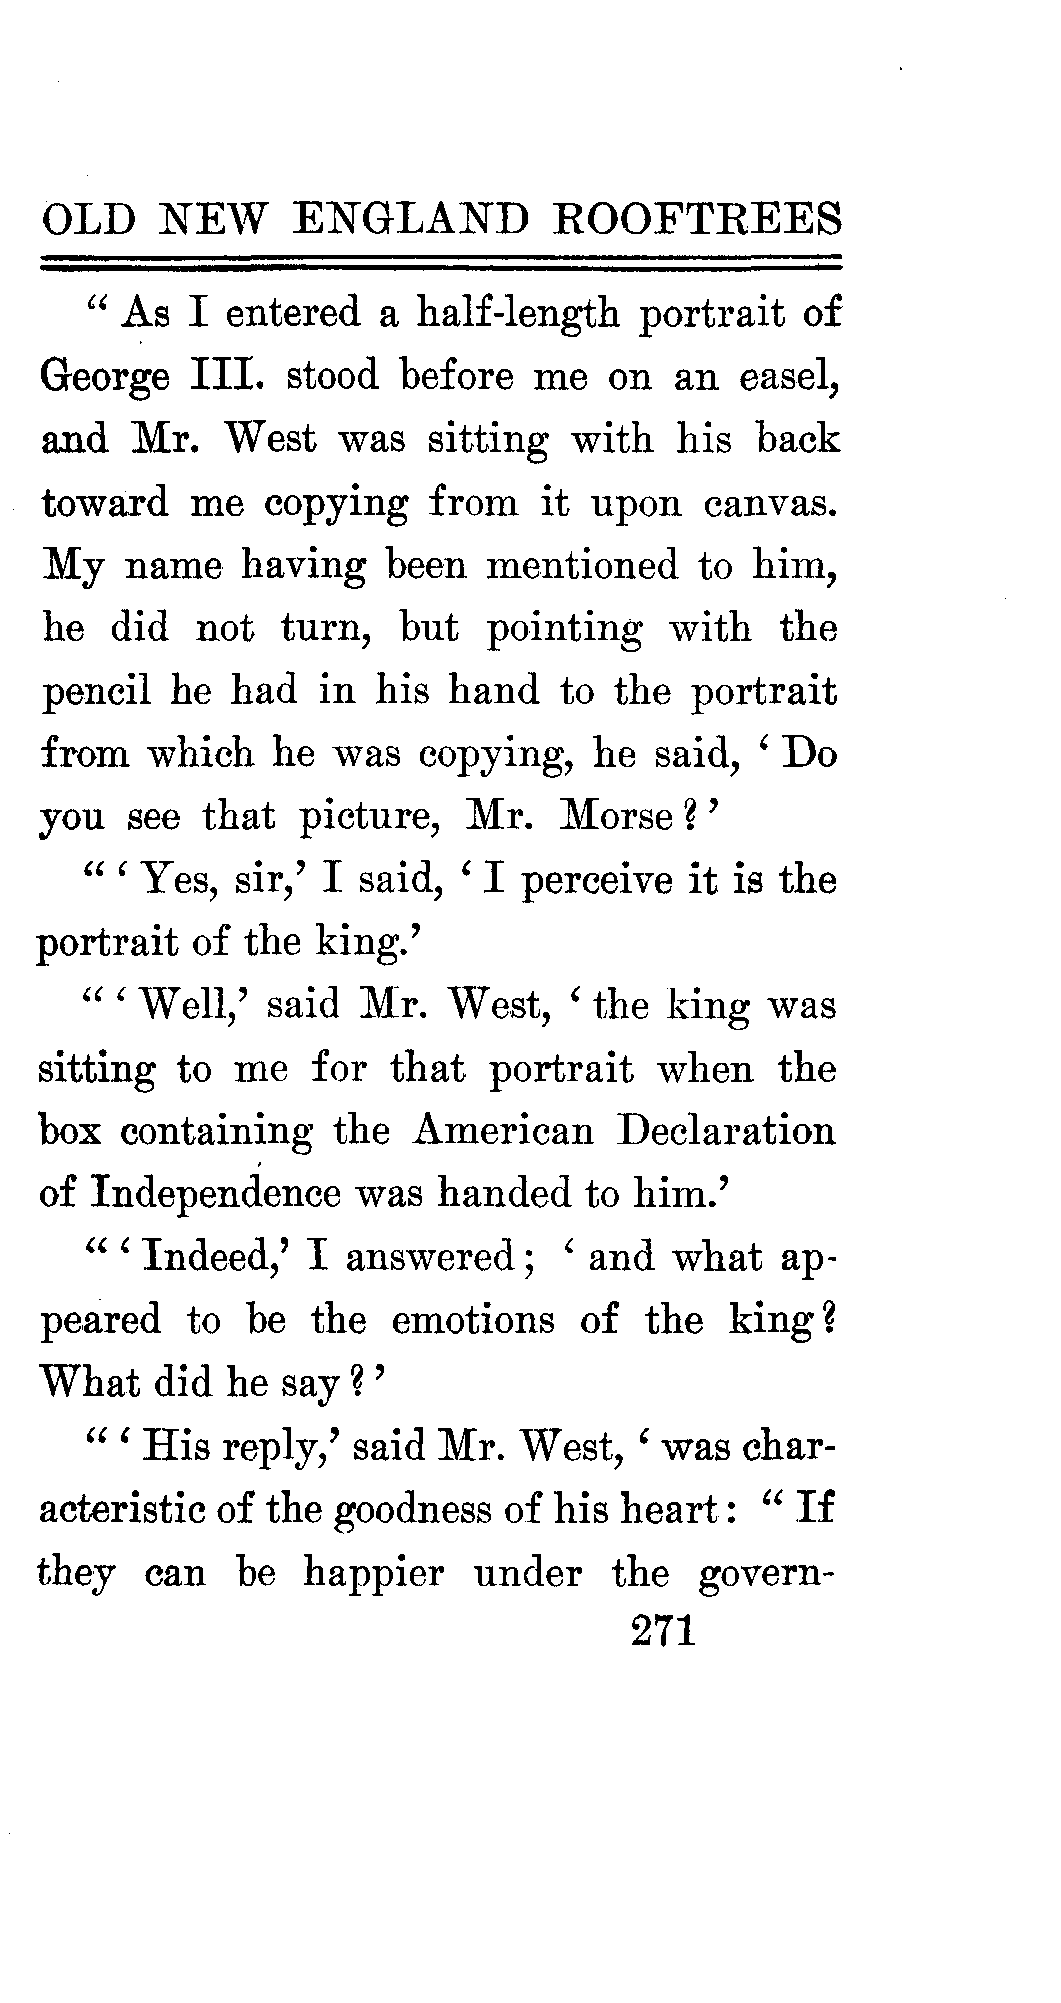 OLD NEW ENGLAND ROOFTREES
“ As I entered a half-length portrait of
George III. stood before me on an easel,
and Mr. West was sitting with his back
toward me copying from it upon canvas.
My name having been mentioned to him,
he did not turn, but pointing with the
pencil he had in his hand to the portrait
from which he was copying, he said, ‘ Do
you see that picture, Mr. Morse ? ’
“ ‘ Yes, sir,’ I said, ‘ I perceive it is the
portrait of the king.’
“ ‘ Well,’ said Mr. West, ‘ the king was
sitting to me for that portrait when the
box containing the American Declaration
of Independence was handed to him.’
“ ‘ Indeed,’ I answered ; ‘ and what ap-
peared to be the emotions of the king?
What did he say ? ’
“ ‘ His reply,’ said Mr. West, ‘ was char-
acteristic of the goodness of his heart : “ If
they can be happier under the govern-
271